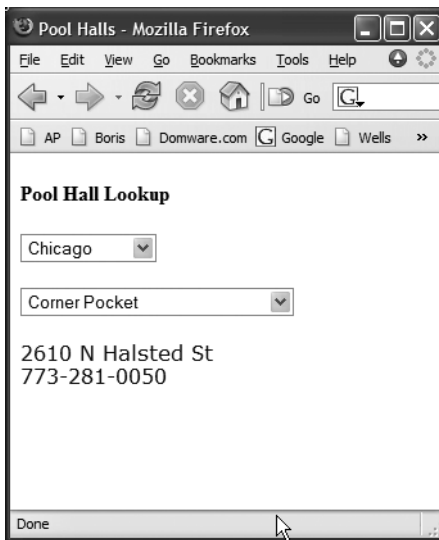 Pool Halls - Mozilla Firefox
File Edit View Go Bookmarks Tools Help
Go G
AP Boris Domware.com G Google Wells »
Pool Hall Lookup
Chicago
Corner Pocket
2610 N Halsted St
773-281-0050
Done